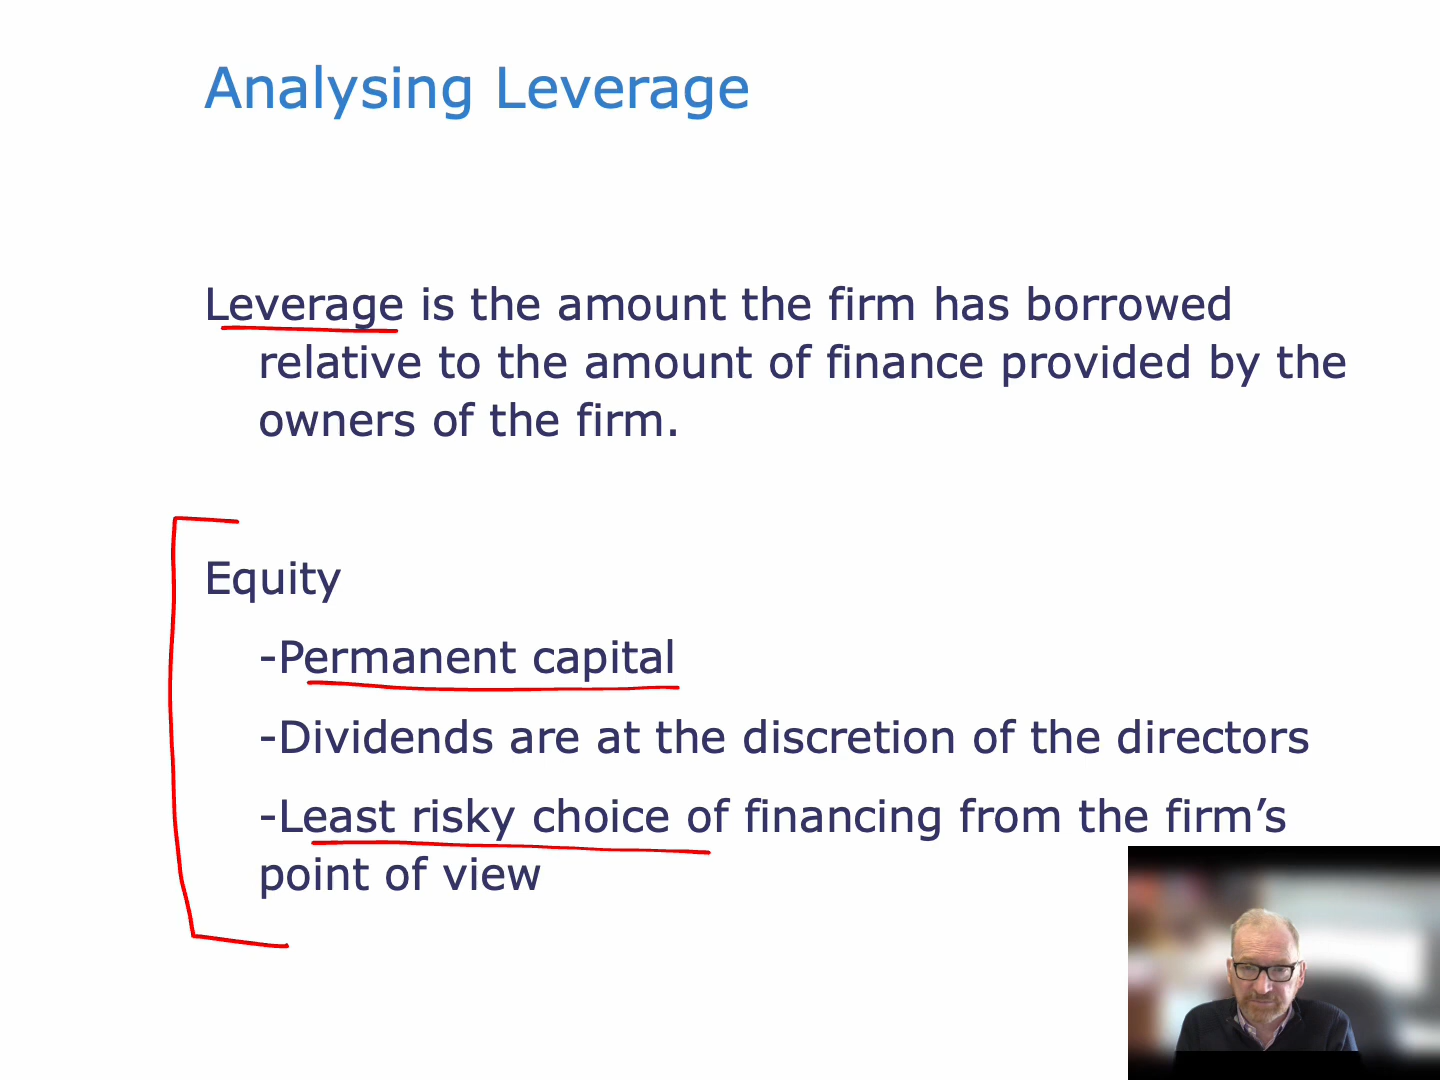 Analysing Leverage
Leverage is the amount the firm has borrowed
relative to the amount of finance provided by the
owners of the firm.
Equity
-Permanent capital
-Dividends are at the discretion of the directors
-Least risky choice of financing from the firm’s
point of view